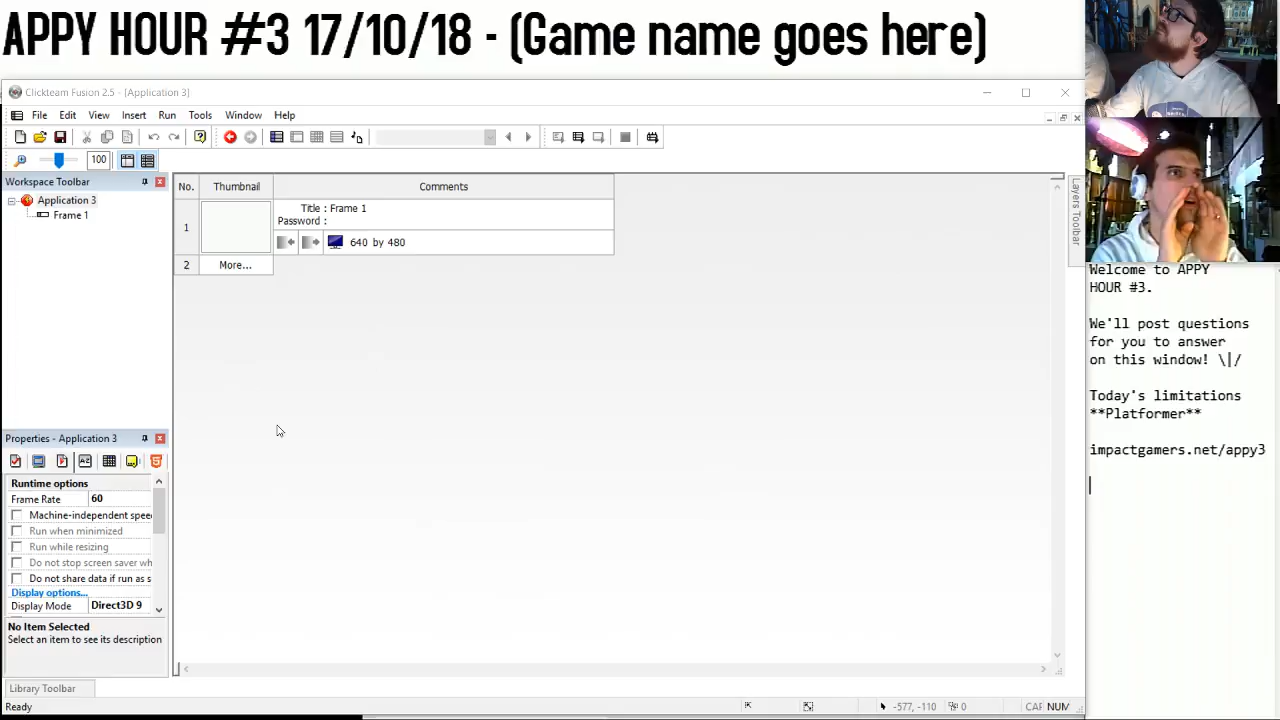 APPY HOUR #3 17/10/18 - (Game name goes here)
Clickteam Fusion 2.5 - [Application 3]
File Edit View Insert Run Tools Window Help
100
Workspace Toolbar
Application 3
Frame 1
No. Thumbnail Comments
1
Title : Frame 1
Password :
640 by 480
2 More...
Layers Toolbar
Properties - Application 3
Runtime options
Frame Rate 60
Machine-independent spee
Run when minimized
Run while resizing
Do not stop screen saver wh
Do not share data if run as s
Display options...
Display Mode Direct3D 9
No Item Selected
Select an item to see its description
Library Toolbar
Ready
-577, -110
0
CAP NUM
Welcome to APPY
HOUR #3.
We'll post questions
for you to answer
on this window! \|/
Today's limitations
**Platformer**
impactgamers.net/appy3